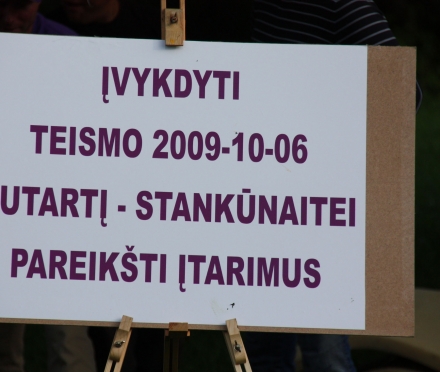 ĮVYKDYTI
TEISMO 2009-10-06
UTARTĮ - STANKŪNAITEI
PAREIKŠTI ĮTARIMUS